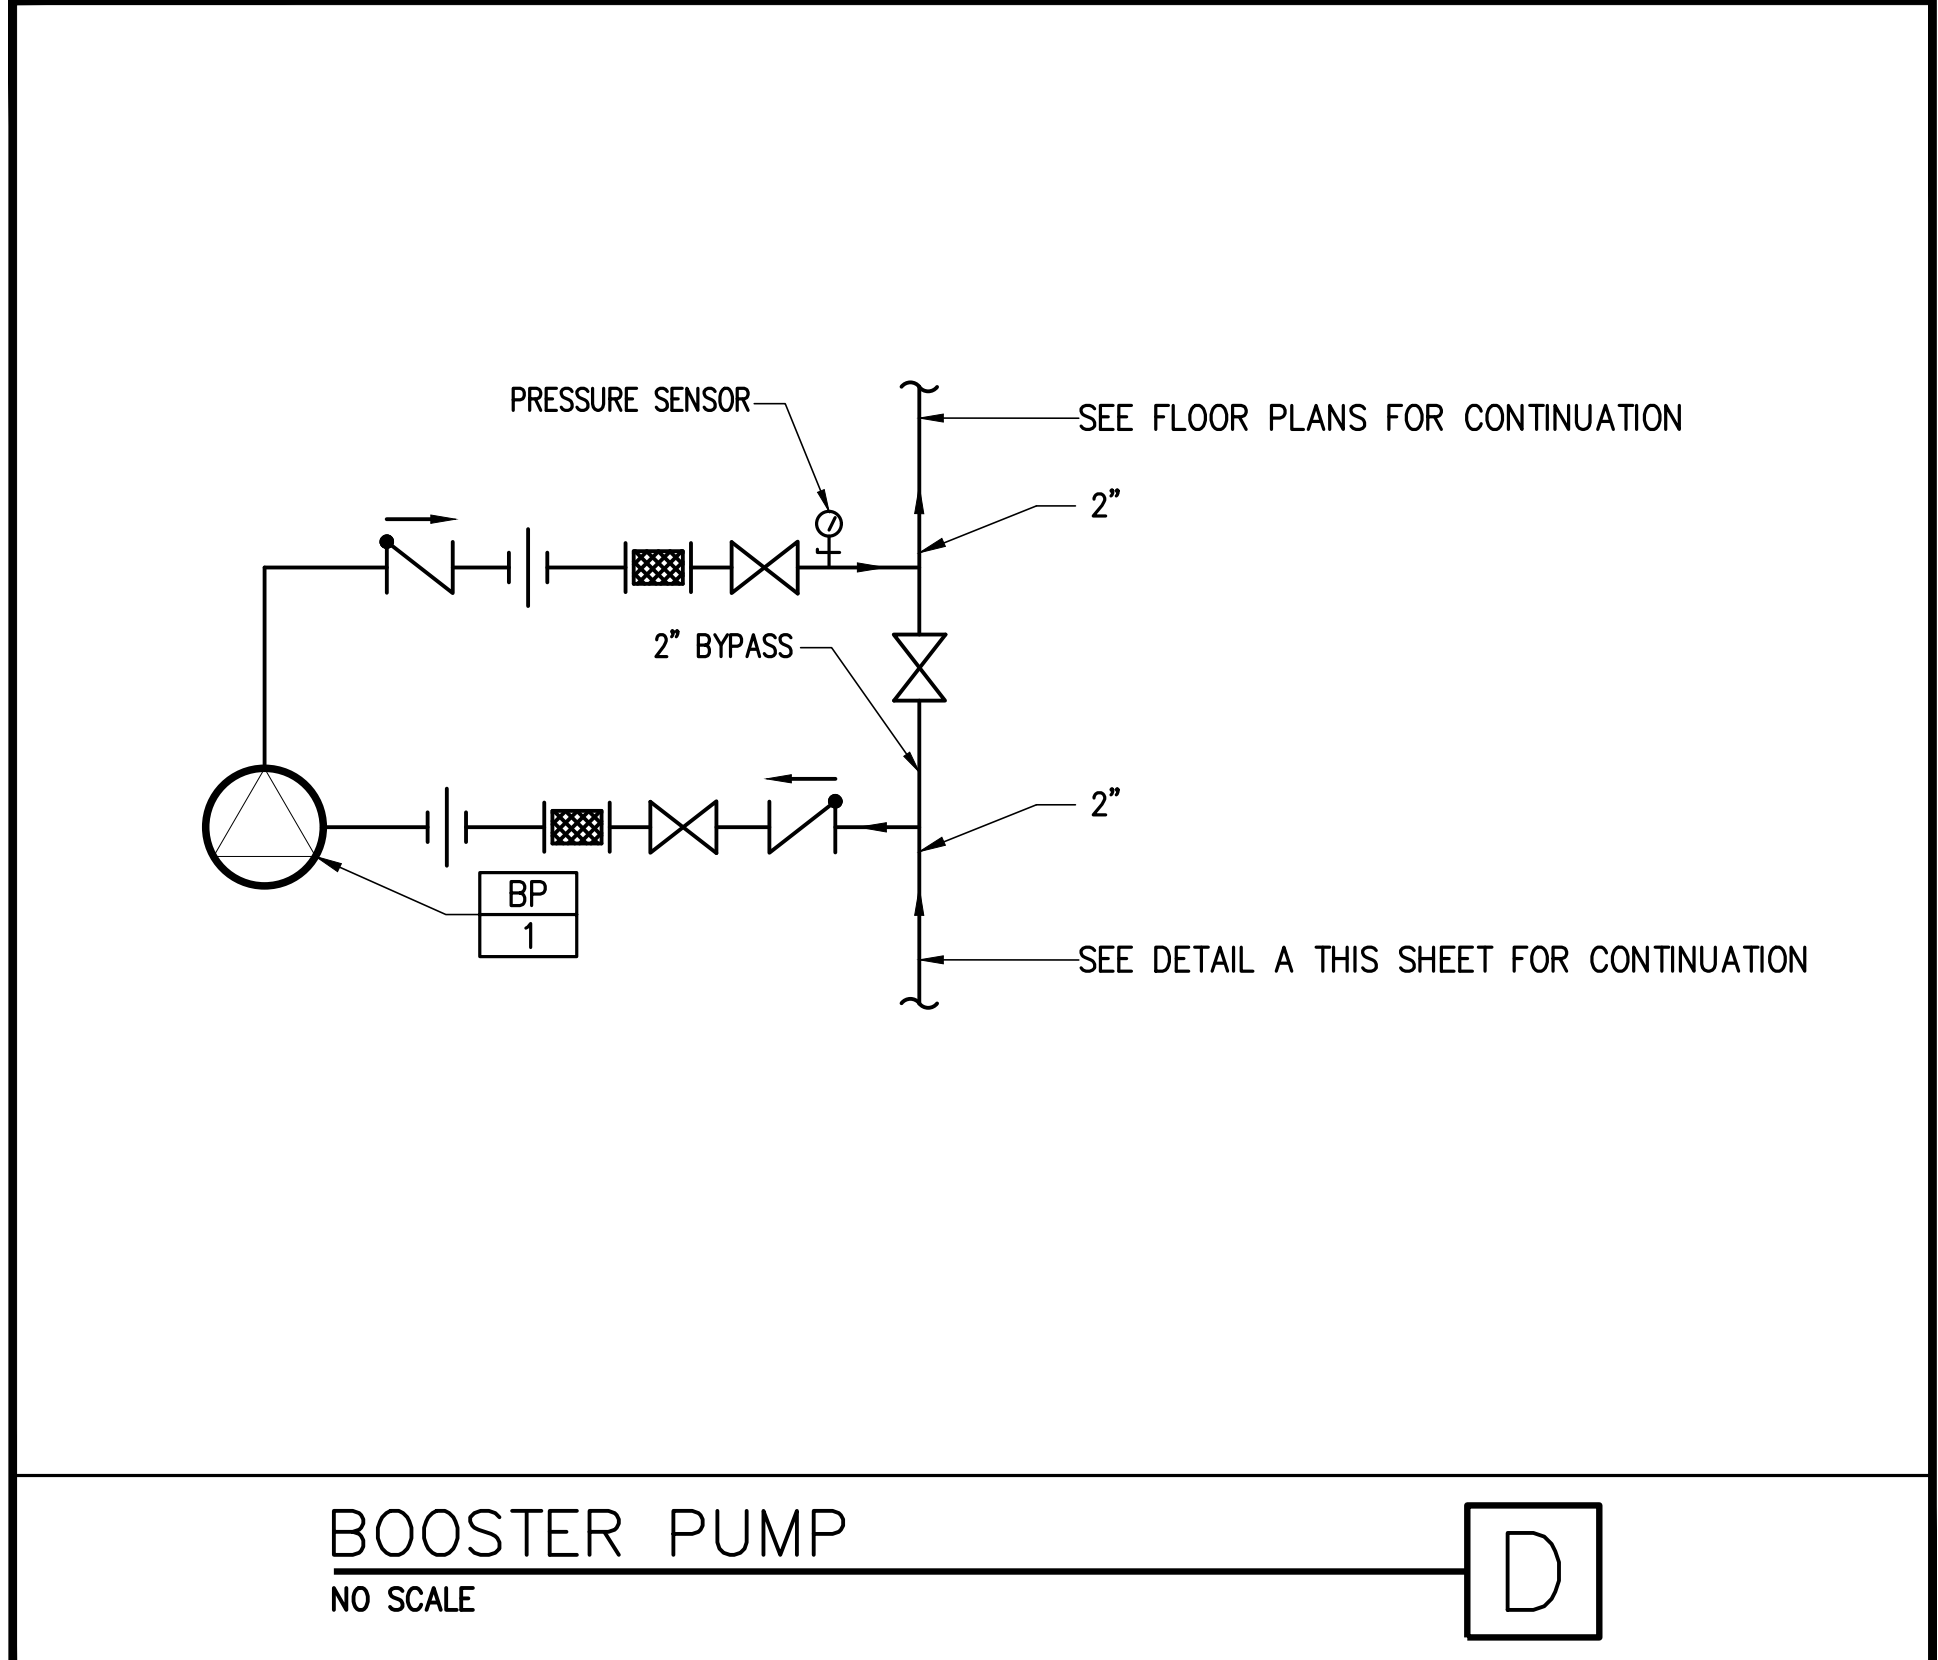 PRESSURE SENSOR
SEE FLOOR PLANS FOR CONTINUATION
2"
2" BYPASS
2"
BP
1
SEE DETAIL A THIS SHEET FOR CONTINUATION
BOOSTER PUMP
NO SCALE
D